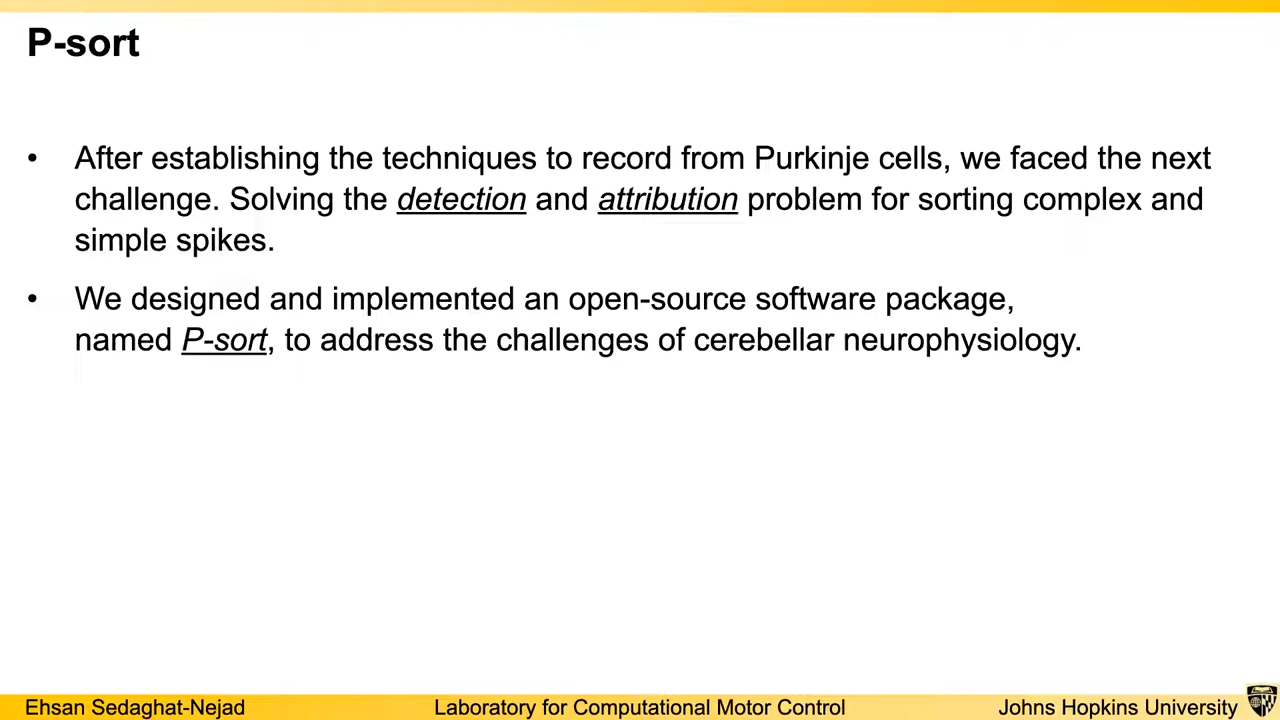 P-sort
• After establishing the techniques to record from Purkinje cells, we faced the next
challenge. Solving the detection and attribution problem for sorting complex and
simple spikes.
• We designed and implemented an open-source software package,
named P-sort, to address the challenges of cerebellar neurophysiology.
Ehsan Sedaghat-Nejad
Laboratory for Computational Motor Control
Johns Hopkins University